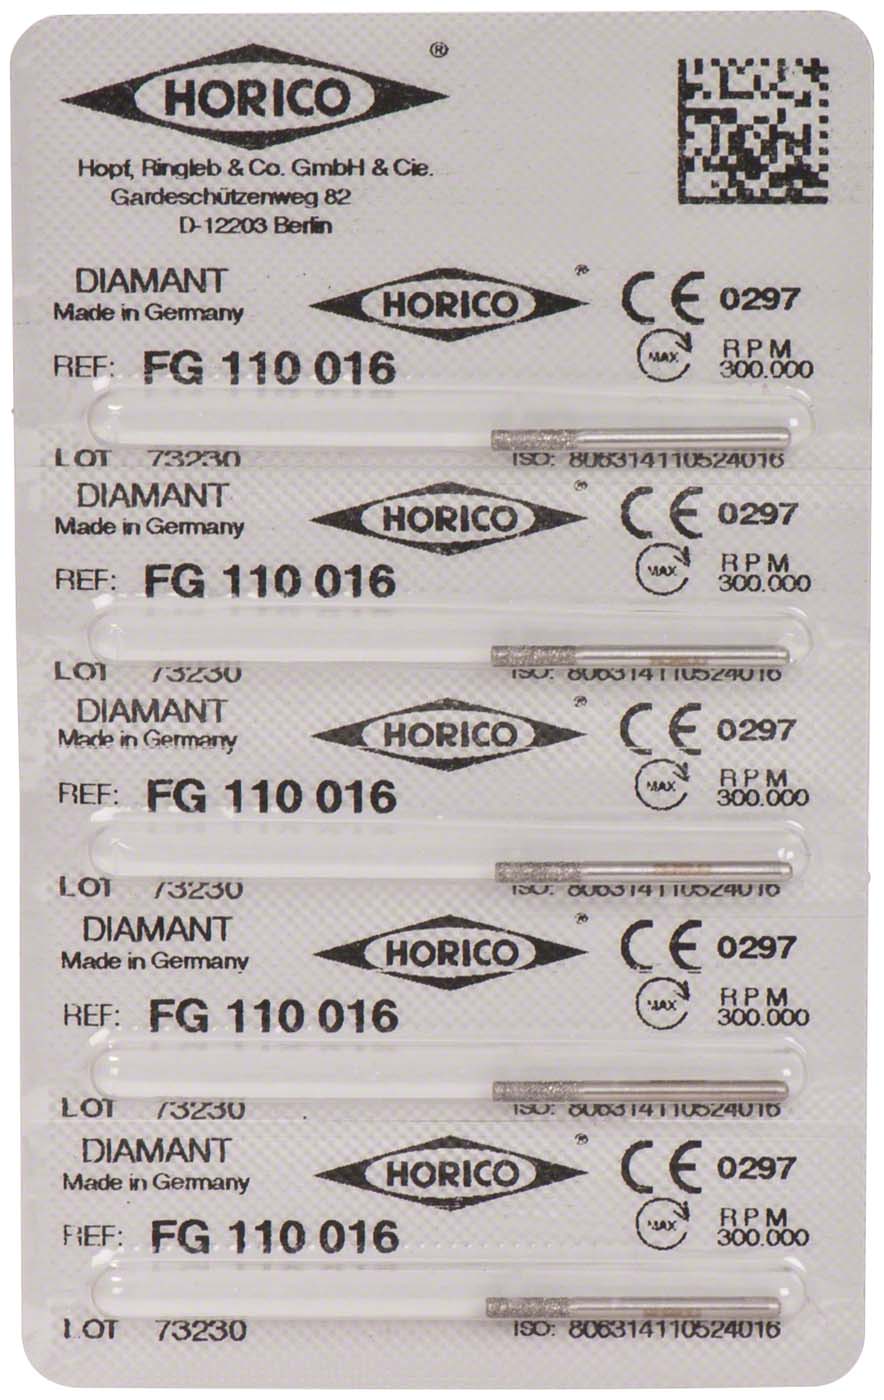 HORICO ®
Hopf, Ringleb & Co. GmbH & Cie.
Gardeschützenweg 82
D-12203 Berlin
DIAMANT HORICO ® CE 0297
Made in Germany
MAX RPM
REF: FG 110 016 300.000
LOT 73230 ISO: 806314110524016
DIAMANT HORICO ® CE 0297
Made in Germany
MAX RPM
REF: FG 110 016 300.000
LOT 73230 ISO: 806314110524016
DIAMANT HORICO ® CE 0297
Made in Germany
MAX RPM
REF: FG 110 016 300.000
LOT 73230 ISO: 806314110524016
DIAMANT HORICO ® CE 0297
Made in Germany
MAX RPM
REF: FG 110 016 300.000
LOT 73230 ISO: 806314110524016
DIAMANT HORICO ® CE 0297
Made in Germany
MAX RPM
REF: FG 110 016 300.000
LOT 73230 ISO: 806314110524016